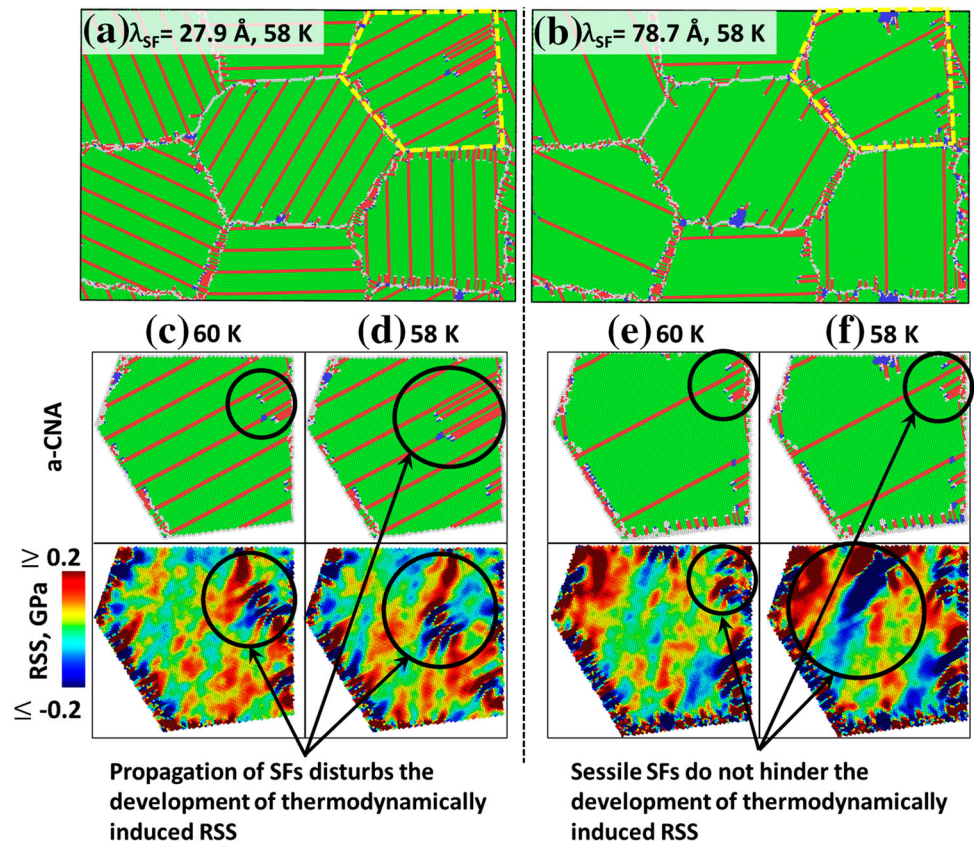 (a) λSF= 27.9 Å, 58 K
(b) λSF= 78.7 Å, 58 K
(c) 60 K
(d) 58 K
(e) 60 K
(f) 58 K
a-CNA
≥ 0.2
RSS, GPa
≤ -0.2
Propagation of SFs disturbs the
development of thermodynamically
induced RSS
Sessile SFs do not hinder the
development of thermodynamically
induced RSS